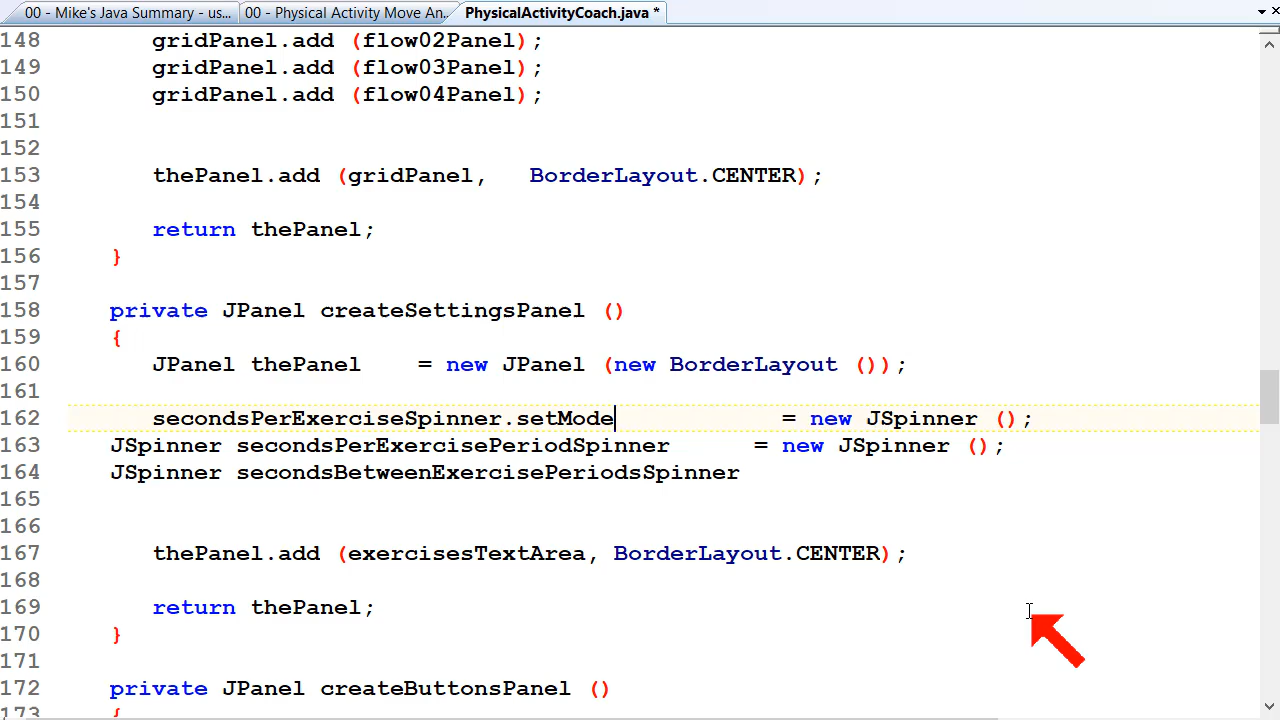 00 - Mike's Java Summary - us... 00 - Physical Activity Move An... PhysicalActivityCoach.java *
148 gridPanel.add (flow02Panel);
149 gridPanel.add (flow03Panel);
150 gridPanel.add (flow04Panel);
151
152
153 thePanel.add (gridPanel,   BorderLayout.CENTER);
154
155 return thePanel;
156 }
157
158 private JPanel createSettingsPanel ()
159 {
160 JPanel thePanel    = new JPanel (new BorderLayout ());
161
162 secondsPerExerciseSpinner.setMode            = new JSpinner ();
163 JSpinner secondsPerExercisePeriodSpinner      = new JSpinner ();
164 JSpinner secondsBetweenExercisePeriodsSpinner
165
166
167 thePanel.add (exercisesTextArea, BorderLayout.CENTER);
168
169 return thePanel;
170 }
171
172 private JPanel createButtonsPanel ()
173 {